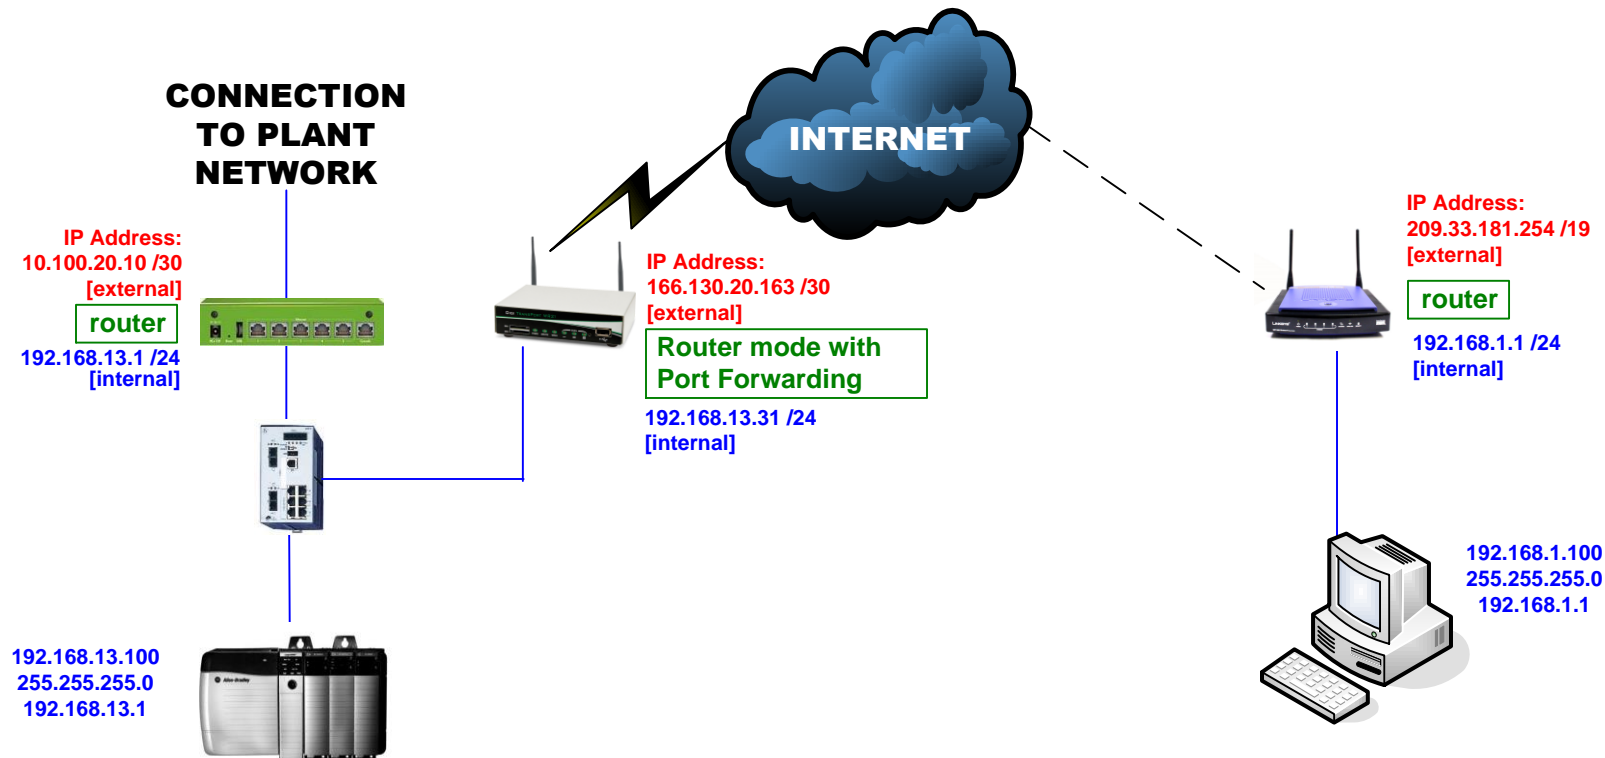 CONNECTION
TO PLANT
NETWORK
INTERNET
IP Address:
10.100.20.10 /30
[external]
router
192.168.13.1 /24
[internal]
IP Address:
166.130.20.163 /30
[external]
Router mode with
Port Forwarding
192.168.13.31 /24
[internal]
IP Address:
209.33.181.254 /19
[external]
router
192.168.1.1 /24
[internal]
192.168.13.100
255.255.255.0
192.168.13.1
Allen-Bradley
192.168.1.100
255.255.255.0
192.168.1.1